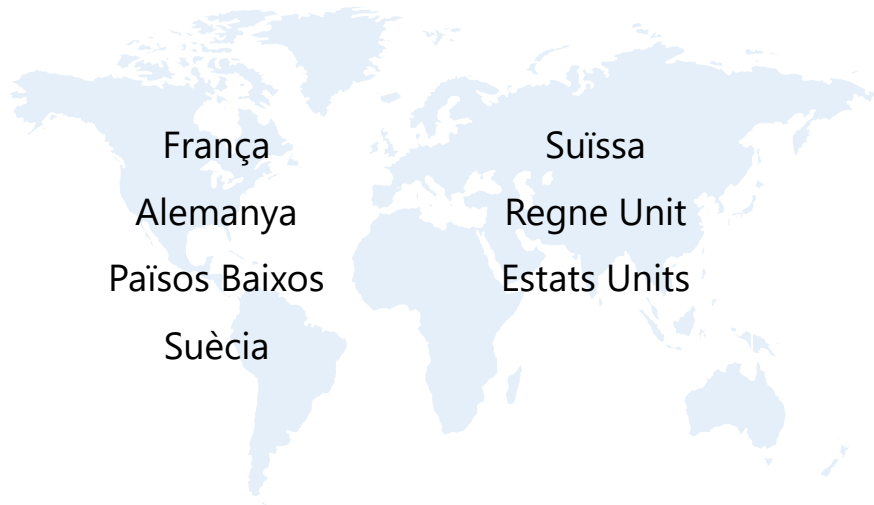 França
Alemanya
Països Baixos
Suècia
Suïssa
Regne Unit
Estats Units